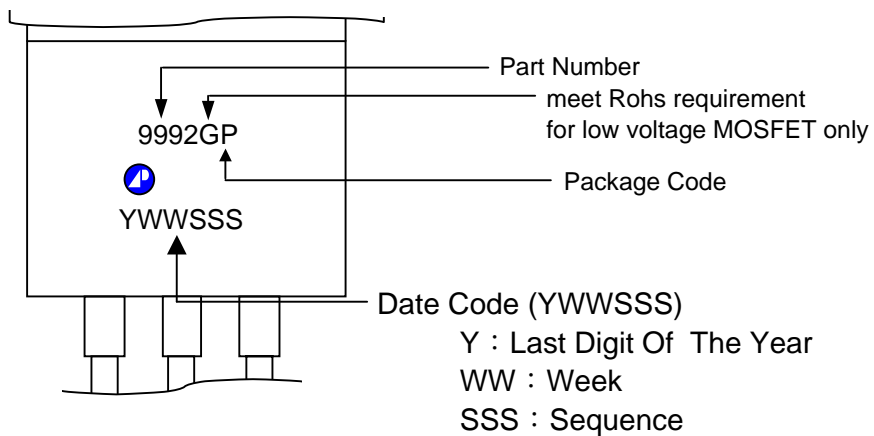 Part Number
meet Rohs requirement
for low voltage MOSFET only
9992GP
Package Code
YWWSSS
Date Code (YWWSSS)
Y：Last Digit Of The Year
WW：Week
SSS：Sequence